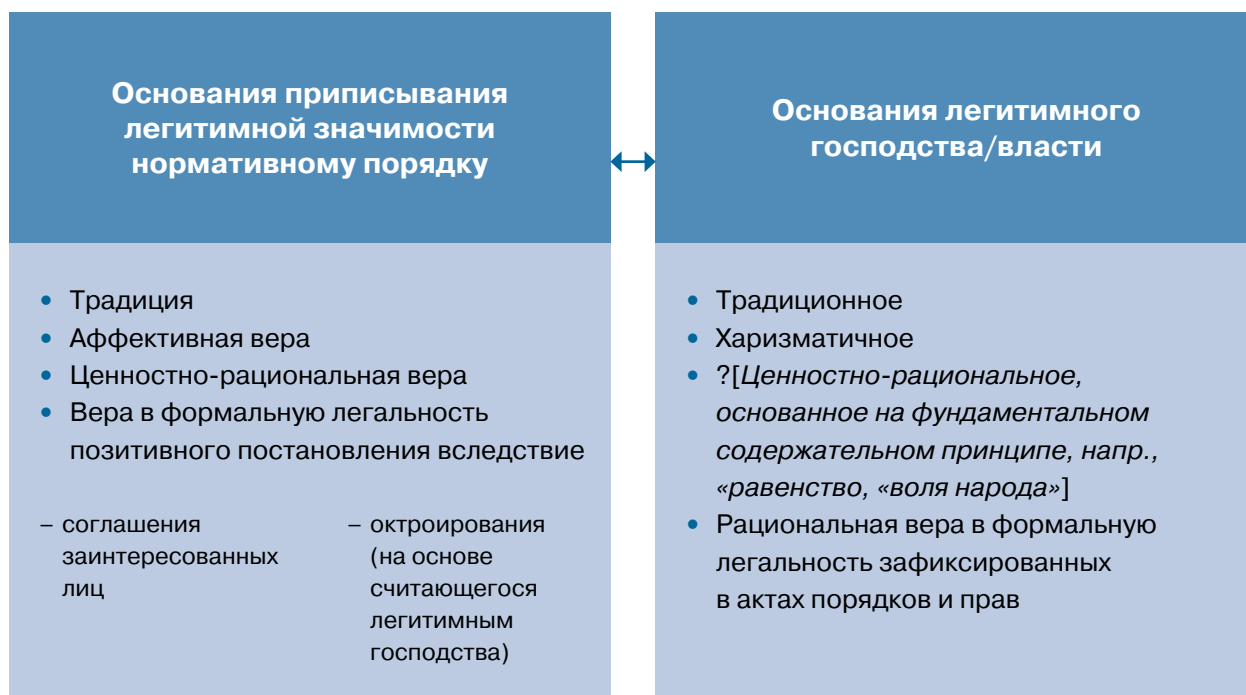 Основания приписывания
легитимной значимости
нормативному порядку
• Традиция
• Аффективная вера
• Ценностно-рациональная вера
• Вера в формальную легальность
позитивного постановления вследствие
– соглашения
заинтересованных
лиц
– октроирования
(на основе
считающегося
легитимным
господства)
Основания легитимного
господства/власти
• Традиционное
• Харизматичное
• ?[Ценностно-рациональное,
основанное на фундаментальном
содержательном принципе, напр.,
«равенство, «воля народа»]
• Рациональная вера в формальную
легальность зафиксированных
в актах порядков и прав